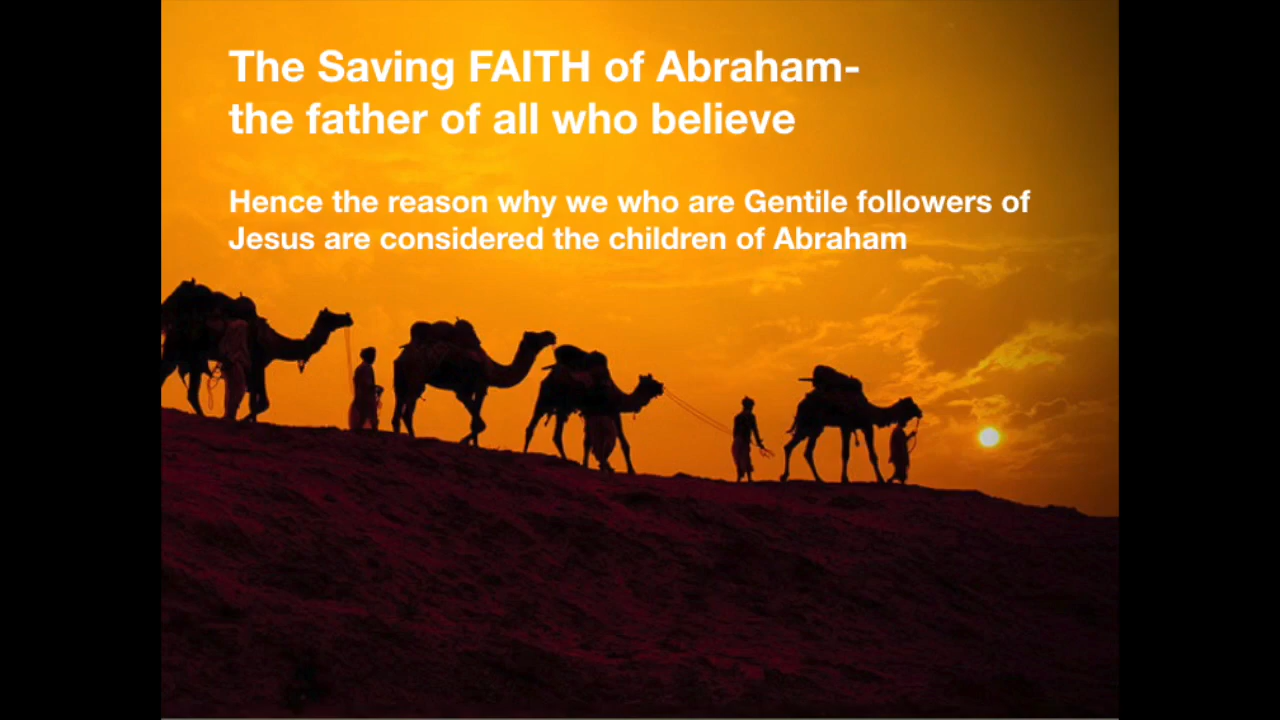 The Saving FAITH of Abraham-
the father of all who believe
Hence the reason why we who are Gentile followers of
Jesus are considered the children of Abraham